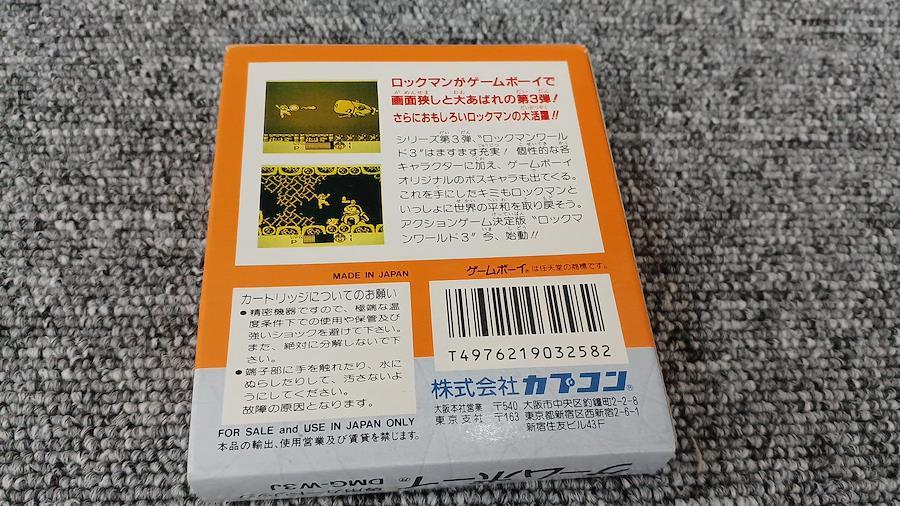 ロックマンがゲームボーイで
画面狭しと大あばれの第3弾!
さらにおもしろいロックマンの大活躍!!
シリーズ第3弾、"ロックマンワール
ド3"はますます充実! 個性的な各
キャラクターに加え、ゲームボーイ
オリジナルのボスキャラも出てくる。
これを手にしたキミもロックマンと
いっしょに世界の平和を取り戻そう。
アクションゲーム決定版 "ロックマ
ンワールド3" 今、始動!!
MADE IN JAPAN
ゲームボーイ®は任天堂の商標です。
カートリッジについてのお願い
●精密機器ですので、極端な温
度条件下での使用や保管及び
強いショックを避けて下さい。
また、絶対に分解しないで下
さい。
●端子部に手を触れたり、水に
ぬらしたりして、汚さないよ
うにしてください。
故障の原因となります。
T4976219032582
株式会社 カプコン®
大阪本社営業 〒540 大阪市中央区釣鐘町2-2-8
東京支社 〒163 東京都新宿区西新宿2-6-1
新宿住友ビル43F
FOR SALE and USE IN JAPAN ONLY
本品の輸出、使用営業及び賃貸を禁じます。
ゲームボーイ® DMG-W3J